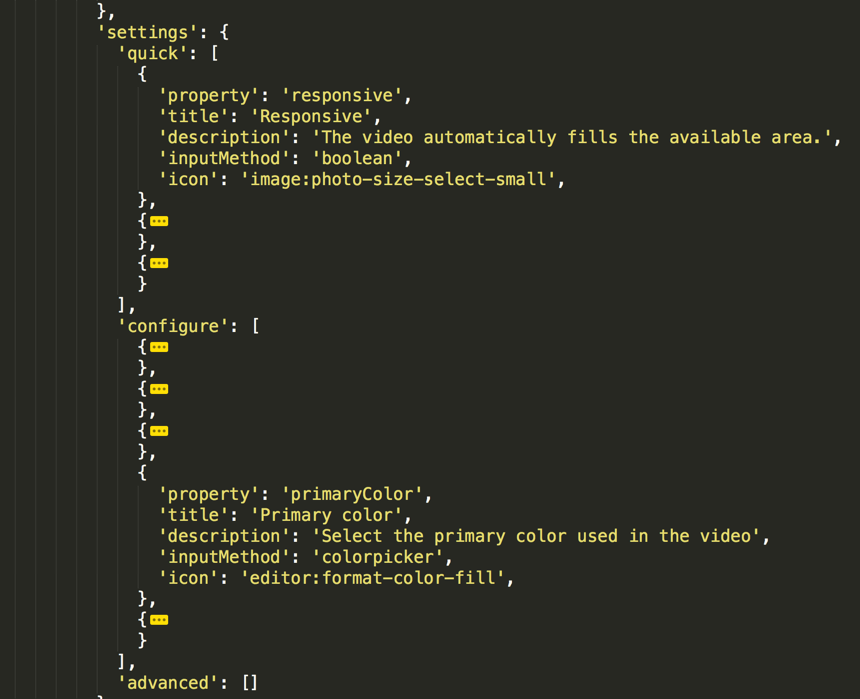 },
'settings': {
'quick': [
{
'property': 'responsive',
'title': 'Responsive',
'description': 'The video automatically fills the available area.',
'inputMethod': 'boolean',
'icon': 'image:photo-size-select-small',
},
{…
},
{…
}
],
'configure': [
{…
},
{…
},
{…
},
{
'property': 'primaryColor',
'title': 'Primary color',
'description': 'Select the primary color used in the video',
'inputMethod': 'colorpicker',
'icon': 'editor:format-color-fill',
},
{…
}
],
'advanced': []